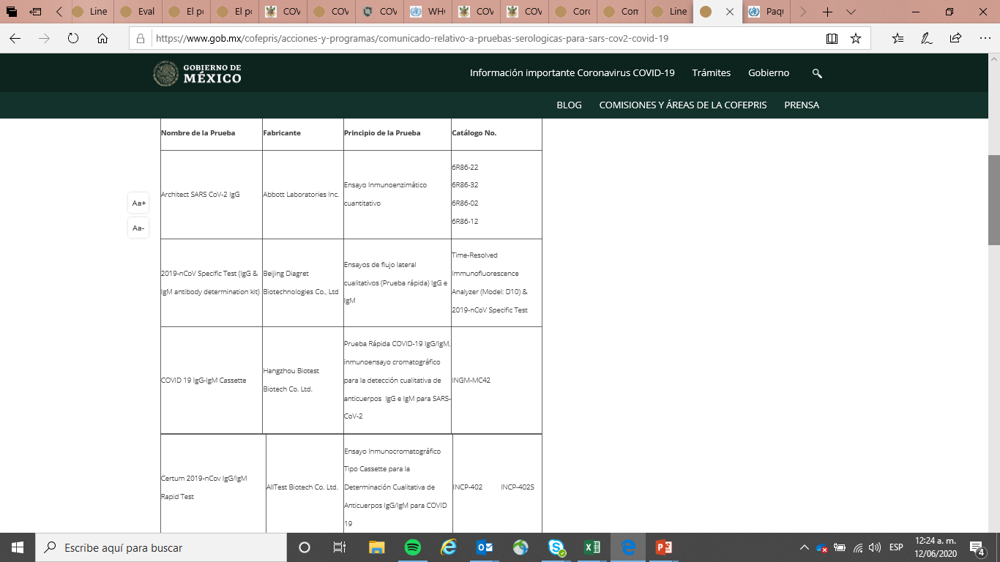 Line
Eval
El po
El po
COV
COV
COV
WHO
COV
COV
Coro
Com
Line
Paqu
https://www.gob.mx/cofepris/acciones-y-programas/comunicado-relativo-a-pruebas-serologicas-para-sars-cov2-covid-19
GOBIERNO DE
MÉXICO
Información importante Coronavirus COVID-19 Trámites Gobierno
BLOG COMISIONES Y ÁREAS DE LA COFEPRIS PRENSA
Aa+
Aa-
Nombre de la Prueba Fabricante Principio de la Prueba Catálogo No.
Architect SARS CoV-2 IgG
Abbott Laboratories Inc.
Ensayo Inmunoenzimático
cuantitativo
6R86-22
6R86-32
6R86-02
6R86-12
2019-nCoV Specific Test (IgG &
IgM antibody determination kit)
Beijing Diagret
Biotechnologies Co., Ltd
Ensayos de flujo lateral
cualitativos (Prueba rápida) IgG e
IgM
Time-Resolved
Immunofluorescence
Analyzer (Model: D10) &
2019-nCoV Specific Test
COVID 19 IgG-IgM Cassette
Hangzhou Biotest
Biotech Co. Ltd.
Prueba Rápida COVID-19 IgG/IgM,
inmunoensayo cromatográfico
para la detección cualitativa de
anticuerpos IgG e IgM para SARS-
CoV-2
INGM-MC42
Certum 2019-nCov IgG/IgM
Rapid Test
AllTest Biotech Co. Ltd.
Ensayo Inmunocromatográfico
Tipo Cassette para la
Determinación Cualitativa de
Anticuerpos IgG/IgM para COVID
19
INCP-402 INCP-402S
Escribe aquí para buscar
ESP
12:24 a. m.
12/06/2020
4